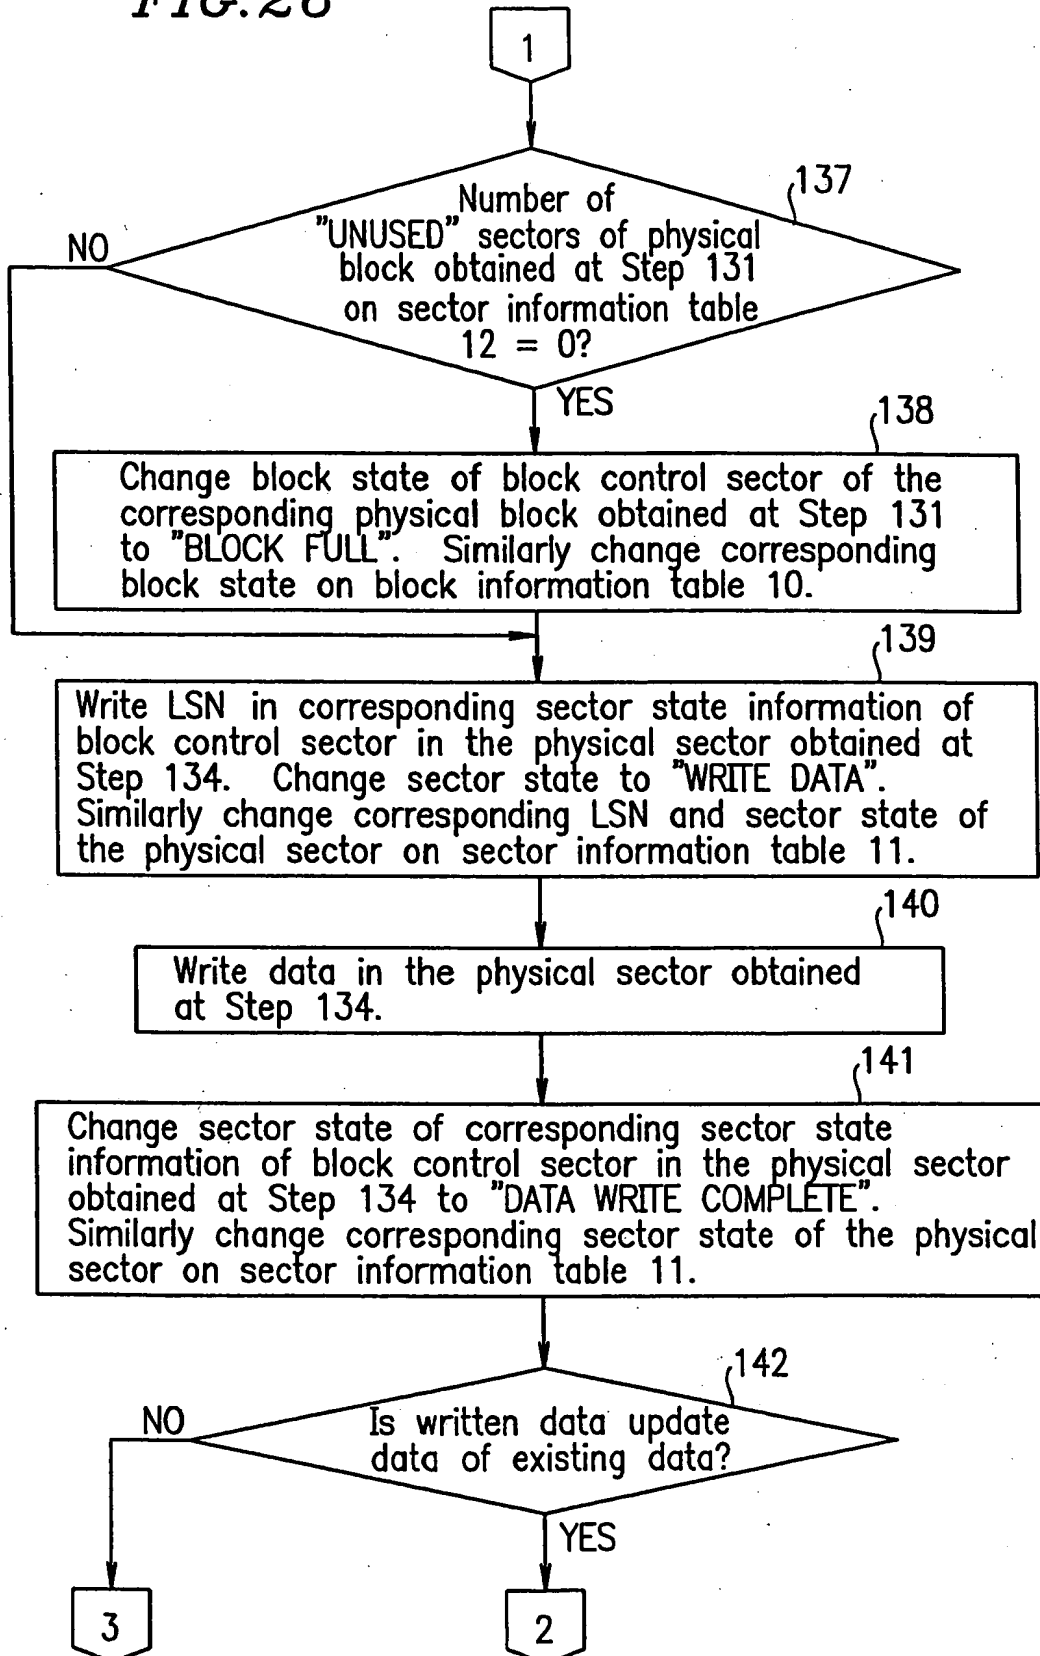 1
137
Number of
"UNUSED" sectors of physical
NO
block obtained at Step 131
on sector information table
12 = 0?
YES
138
Change block state of block control sector of the
corresponding physical block obtained at Step 131
to "BLOCK FULL". Similarly change corresponding
block state on block information table 10.
139
Write LSN in corresponding sector state information of
block control sector in the physical sector obtained at
Step 134. Change sector state to "WRITE DATA".
Similarly change corresponding LSN and sector state of
the physical sector on sector information table 11.
140
Write data in the physical sector obtained
at Step 134.
141
Change sector state of corresponding sector state
information of block control sector in the physical sector
obtained at Step 134 to "DATA WRITE COMPLETE".
Similarly change corresponding sector state of the physical
sector on sector information table 11.
142
NO
Is written data update
data of existing data?
YES
3
2